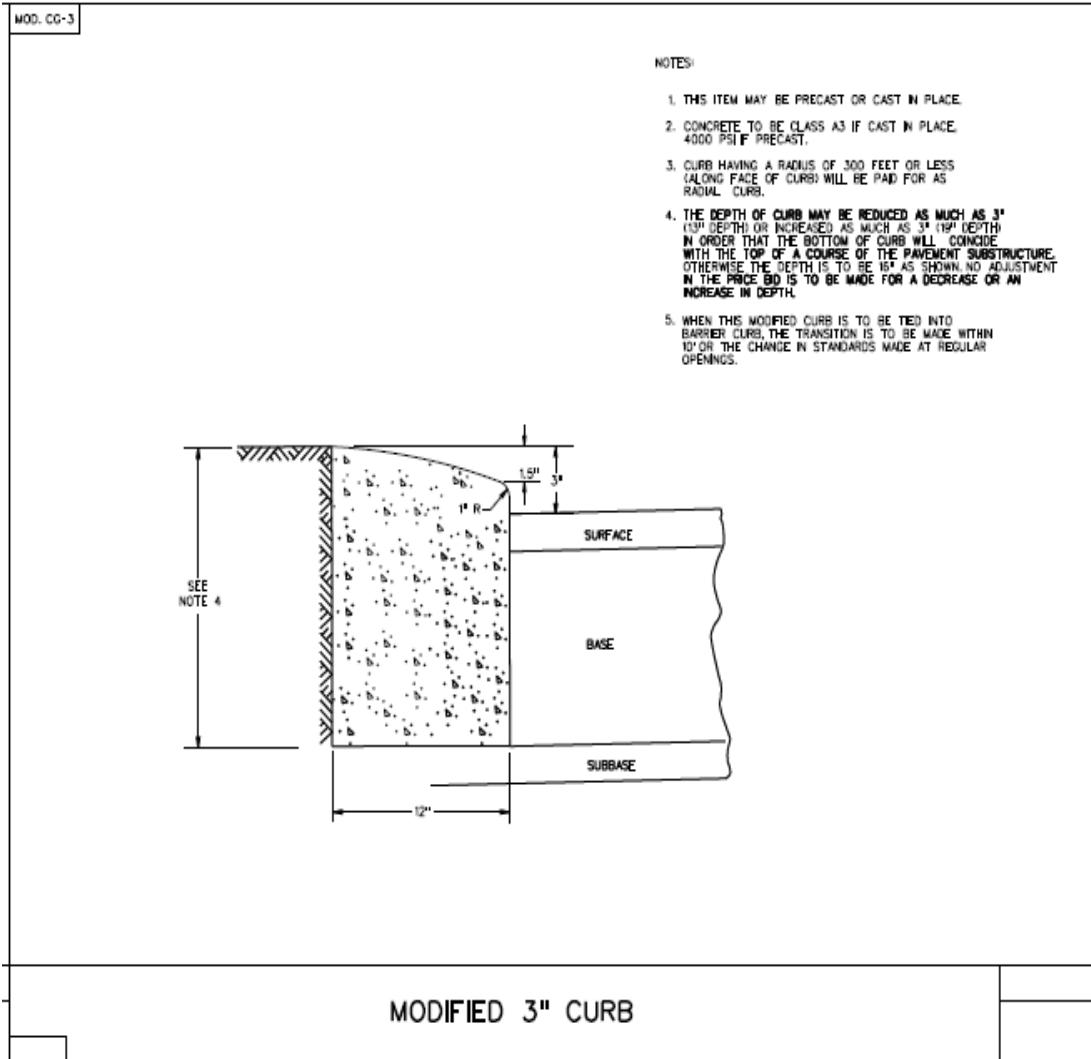 MOD. CG-3
NOTES:
1. THIS ITEM MAY BE PRECAST OR CAST IN PLACE.
2. CONCRETE TO BE CLASS A3 IF CAST IN PLACE,
4000 PSI IF PRECAST.
3. CURB HAVING A RADIUS OF 300 FEET OR LESS
(ALONG FACE OF CURB) WILL BE PAID FOR AS
RADIAL CURB.
4. THE DEPTH OF CURB MAY BE REDUCED AS MUCH AS 3"
(13" DEPTH) OR INCREASED AS MUCH AS 3" (19" DEPTH)
IN ORDER THAT THE BOTTOM OF CURB WILL COINCIDE
WITH THE TOP OF A COURSE OF THE PAVEMENT SUBSTRUCTURE.
OTHERWISE THE DEPTH IS TO BE 16" AS SHOWN. NO ADJUSTMENT
IN THE PRICE BID IS TO BE MADE FOR A DECREASE OR AN
INCREASE IN DEPTH.
5. WHEN THIS MODIFIED CURB IS TO BE TIED INTO
BARRIER CURB, THE TRANSITION IS TO BE MADE WITHIN
10' OR THE CHANGE IN STANDARDS MADE AT REGULAR
OPENINGS.
1.5"
3"
1" R
SURFACE
SEE
NOTE 4
BASE
SUBBASE
12"
MODIFIED 3" CURB